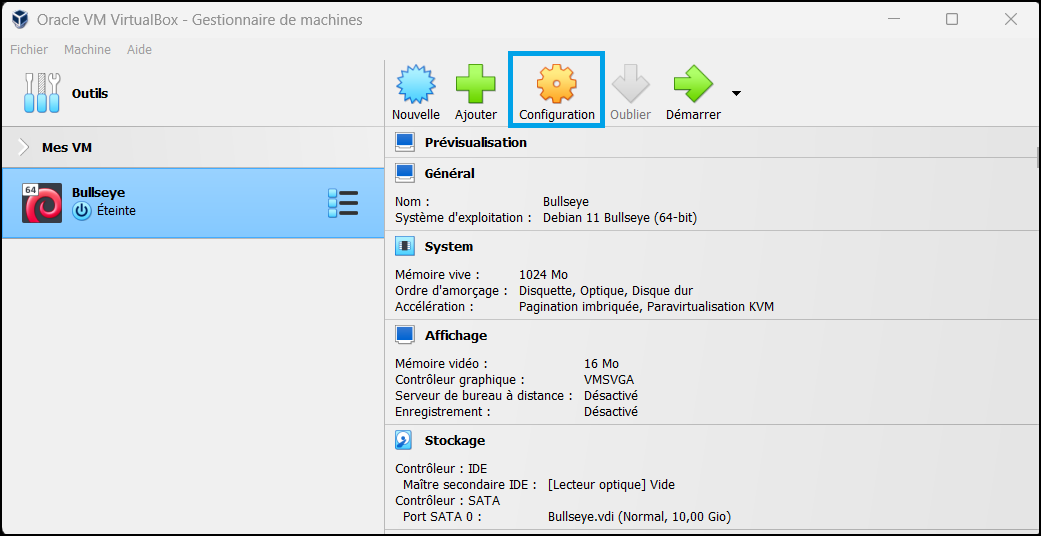 Oracle VM VirtualBox - Gestionnaire de machines
Fichier Machine Aide
Outils
Nouvelle Ajouter Configuration Oublier Démarrer
Mes VM
64
Bullseye
Éteinte
Prévisualisation
Général
Nom : Bullseye
Système d'exploitation : Debian 11 Bullseye (64-bit)
System
Mémoire vive : 1024 Mo
Ordre d'amorçage : Disquette, Optique, Disque dur
Accélération : Pagination imbriquée, Paravirtualisation KVM
Affichage
Mémoire vidéo : 16 Mo
Contrôleur graphique : VMSVGA
Serveur de bureau à distance : Désactivé
Enregistrement : Désactivé
Stockage
Contrôleur : IDE
Maître secondaire IDE : [Lecteur optique] Vide
Contrôleur : SATA
Port SATA 0 : Bullseye.vdi (Normal, 10,00 Gio)